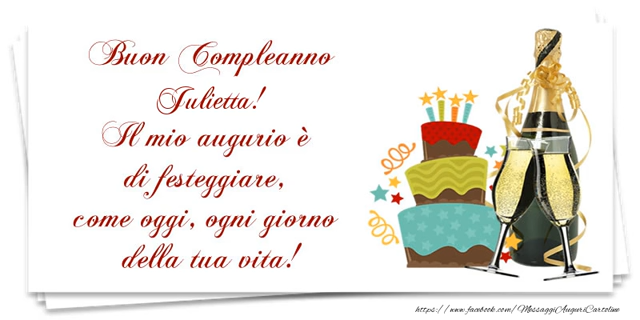 Buon Compleanno
Julietta!
Il mio augurio è
di festeggiare,
come oggi, ogni giorno
della tua vita!
https://www.facebook.com/MessaggiAuguriCartoline